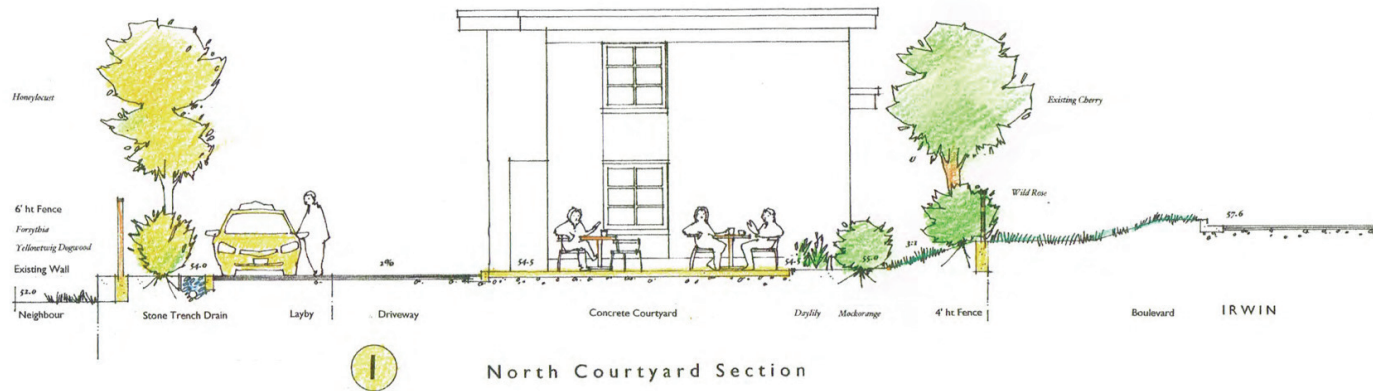 Honeylocust
Existing Cherry
Wild Rose
6' ht Fence
Forsythia
Yellowtwig Dogwood
Existing Wall
52.0
54.0
2%
54.5
54.5
55.0
3:1
57.6
Neighbour
Stone Trench Drain
Layby
Driveway
Concrete Courtyard
Daylily
Mockorange
4' ht Fence
Boulevard
IRWIN
1
North Courtyard Section